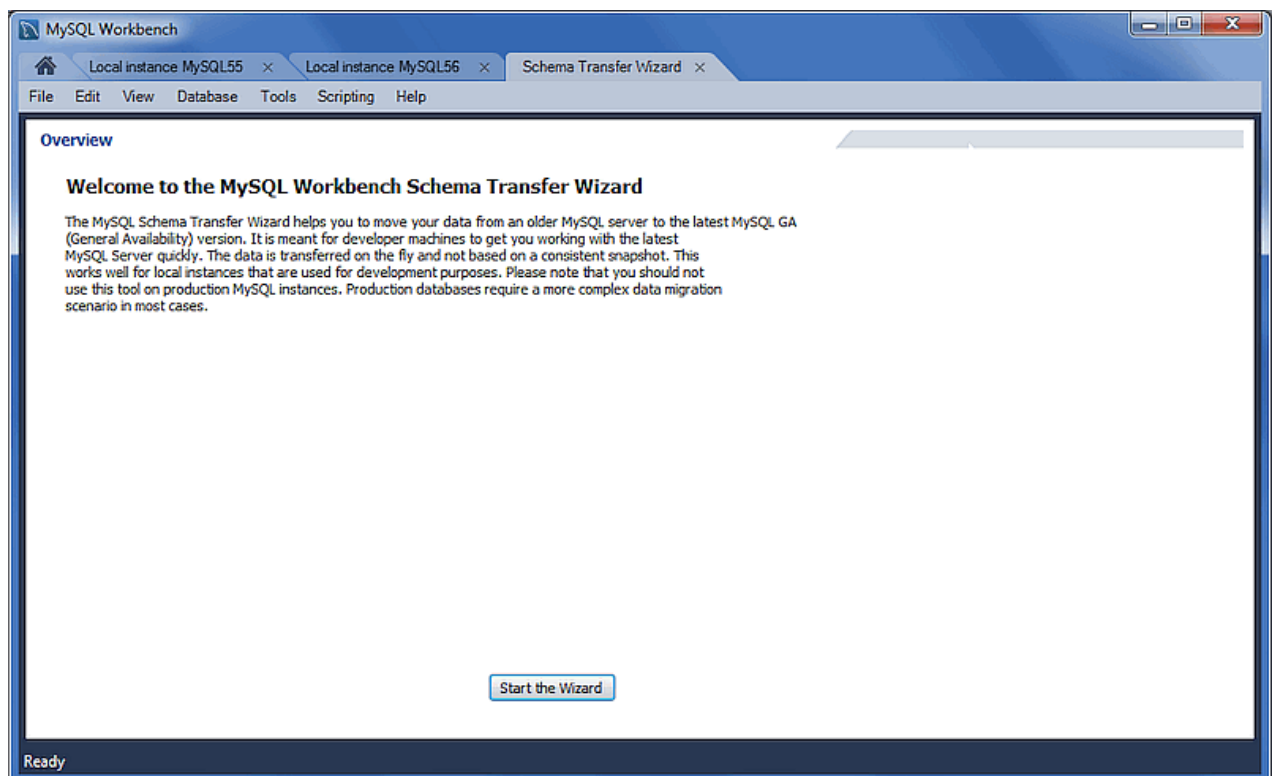 MySQL Workbench
Local instance MySQL55
Local instance MySQL56
Schema Transfer Wizard
File Edit View Database Tools Scripting Help
Overview
Welcome to the MySQL Workbench Schema Transfer Wizard
The MySQL Schema Transfer Wizard helps you to move your data from an older MySQL server to the latest MySQL GA
(General Availability) version. It is meant for developer machines to get you working with the latest
MySQL Server quickly. The data is transferred on the fly and not based on a consistent snapshot. This
works well for local instances that are used for development purposes. Please note that you should not
use this tool on production MySQL instances. Production databases require a more complex data migration
scenario in most cases.
Start the Wizard
Ready